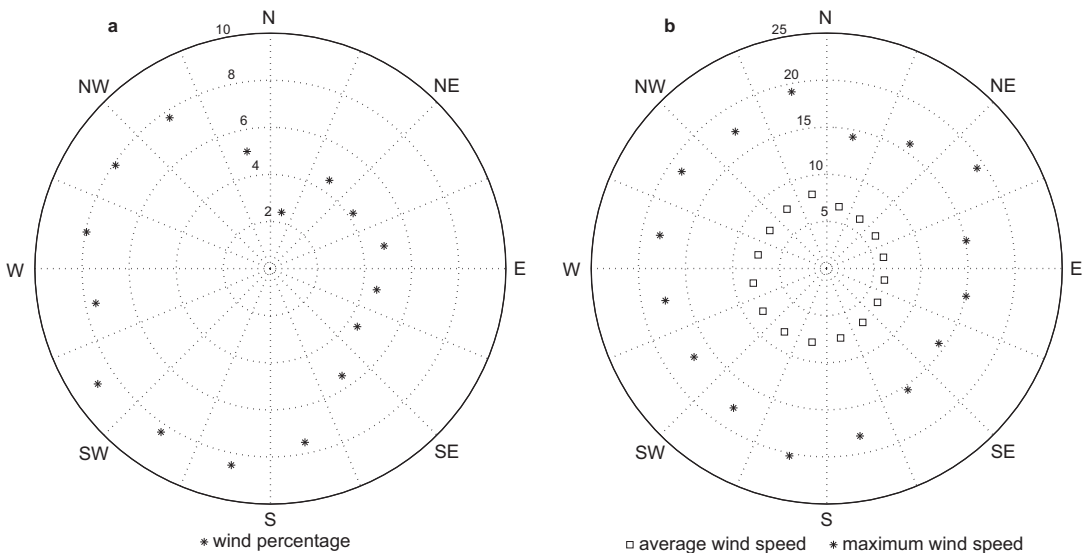 a
N
10
8
6
4
2
NW
NE
W
E
SW
SE
S
* wind percentage
b
N
25
20
15
10
5
NW
NE
W
E
SW
SE
S
□ average wind speed * maximum wind speed